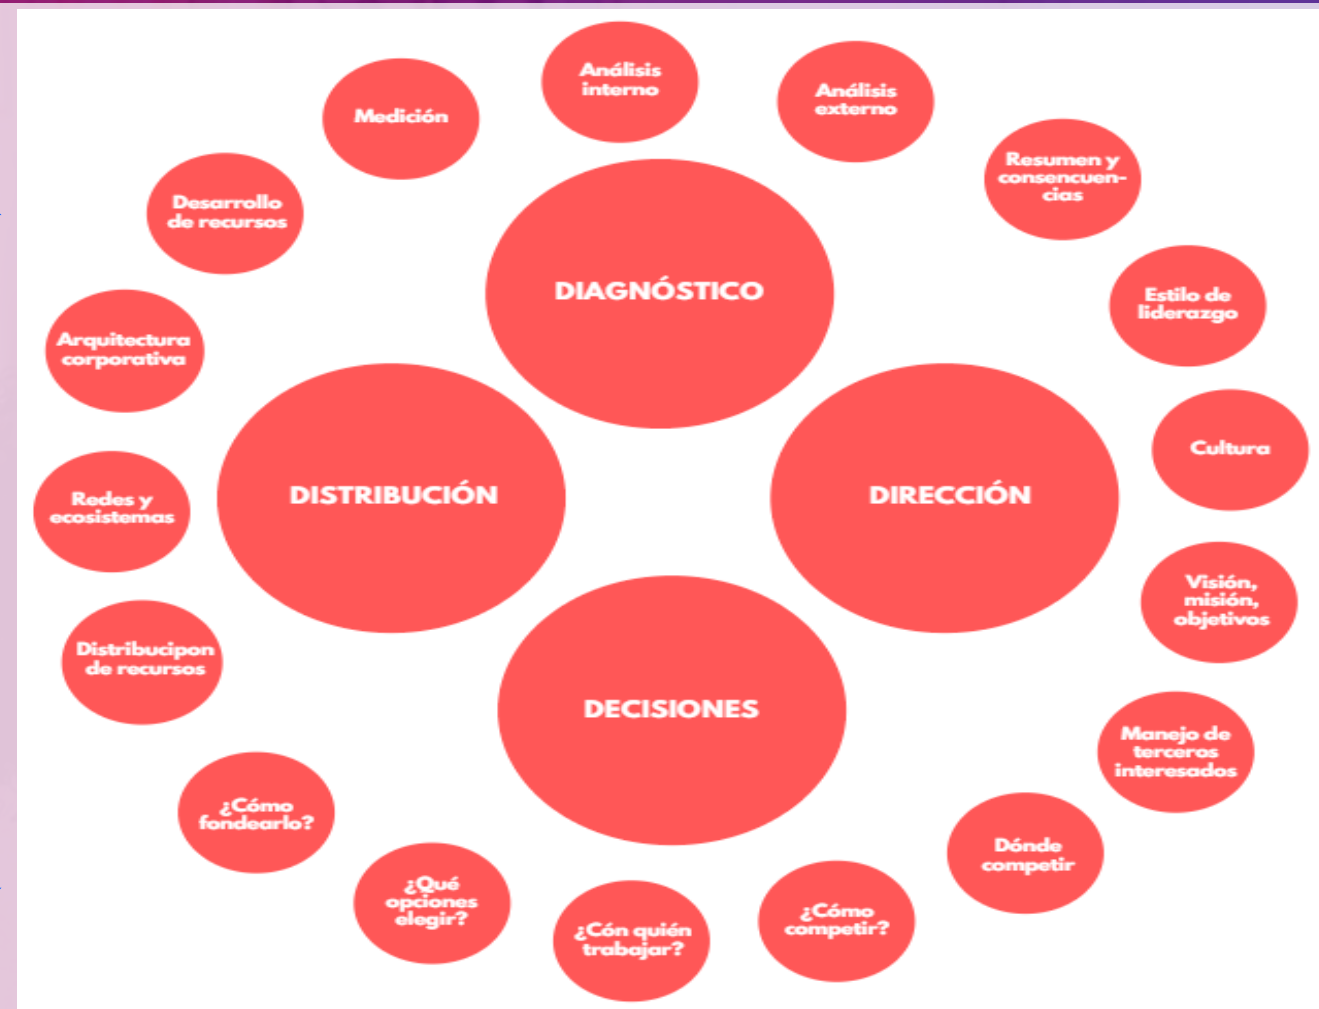 Análisis
interno
Análisis
externo
Resumen y
consencuen-
cias
Estilo de
liderazgo
Cultura
Visión,
misión,
objetivos
Manejo de
terceros
interesados
Dónde
competir
¿Cómo
competir?
¿Cón quién
trabajar?
¿Qué
opciones
elegir?
¿Cómo
fondearlo?
Distribucipon
de recursos
Redes y
ecosistemas
Arquitectura
corporativa
Desarrollo
de recursos
Medición
DIAGNÓSTICO
DIRECCIÓN
DECISIONES
DISTRIBUCIÓN